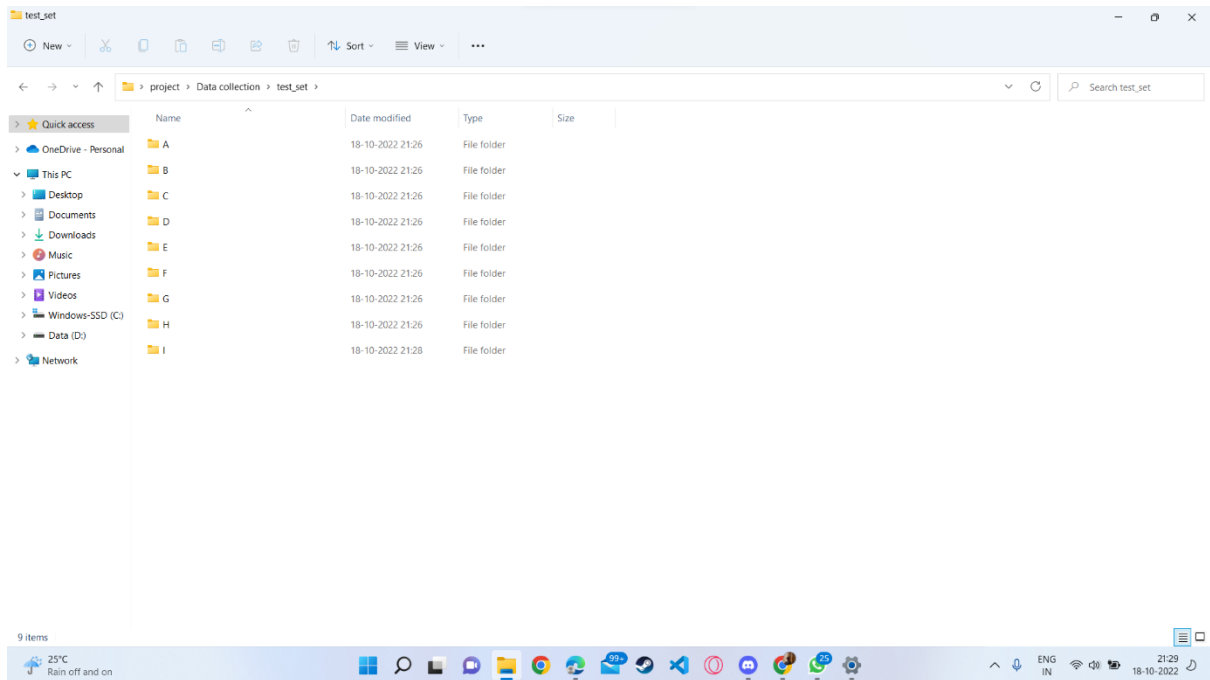 test_set
New
Sort
View
project > Data collection > test_set >
Search test_set
Name Date modified Type Size
Quick access
OneDrive - Personal
This PC
Desktop
Documents
Downloads
Music
Pictures
Videos
Windows-SSD (C:)
Data (D:)
Network
A 18-10-2022 21:26 File folder
B 18-10-2022 21:26 File folder
C 18-10-2022 21:26 File folder
D 18-10-2022 21:26 File folder
E 18-10-2022 21:26 File folder
F 18-10-2022 21:26 File folder
G 18-10-2022 21:26 File folder
H 18-10-2022 21:26 File folder
I 18-10-2022 21:28 File folder
9 items
25°C
Rain off and on
99+
25
ENG
IN
21:29
18-10-2022